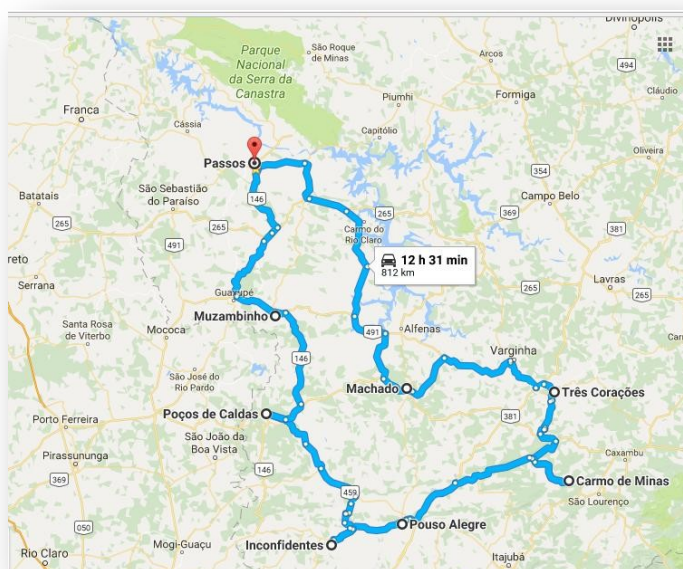 Divinópolis
Parque
Nacional
da Serra da
Canastra
São Roque
de Minas
Arcos
494
Cláudio
Franca
Piumhi
Formiga
Cássia
Capitólio
Passos
354
Oliveira
Batatais
São Sebastião
do Paraíso
146
265
Campo Belo
265
265
Carmo do
Rio Claro
369
381
491
12 h 31 min
812 km
reto
Serrana
Lavras
Guaxupé
265
Muzambinho
Santa Rosa
de Viterbo
Mococa
491
Alfenas
146
Varginha
São José do
Rio Pardo
Machado
Três Corações
Poços de Caldas
Porto Ferreira
381
São João da
Boa Vista
Caxambu
Pirassununga
146
369
Carmo de Minas
459
São Lourenço
050
Pouso Alegre
Mogi-Guaçu
Inconfidentes
Rio Claro
Itajubá